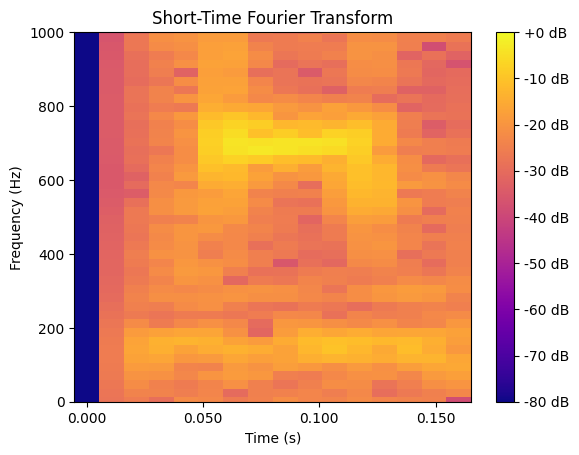 Short-Time Fourier Transform
1000
800
600
400
200
0
Frequency (Hz)
0.000
0.050
0.100
0.150
Time (s)
+0 dB
-10 dB
-20 dB
-30 dB
-40 dB
-50 dB
-60 dB
-70 dB
-80 dB